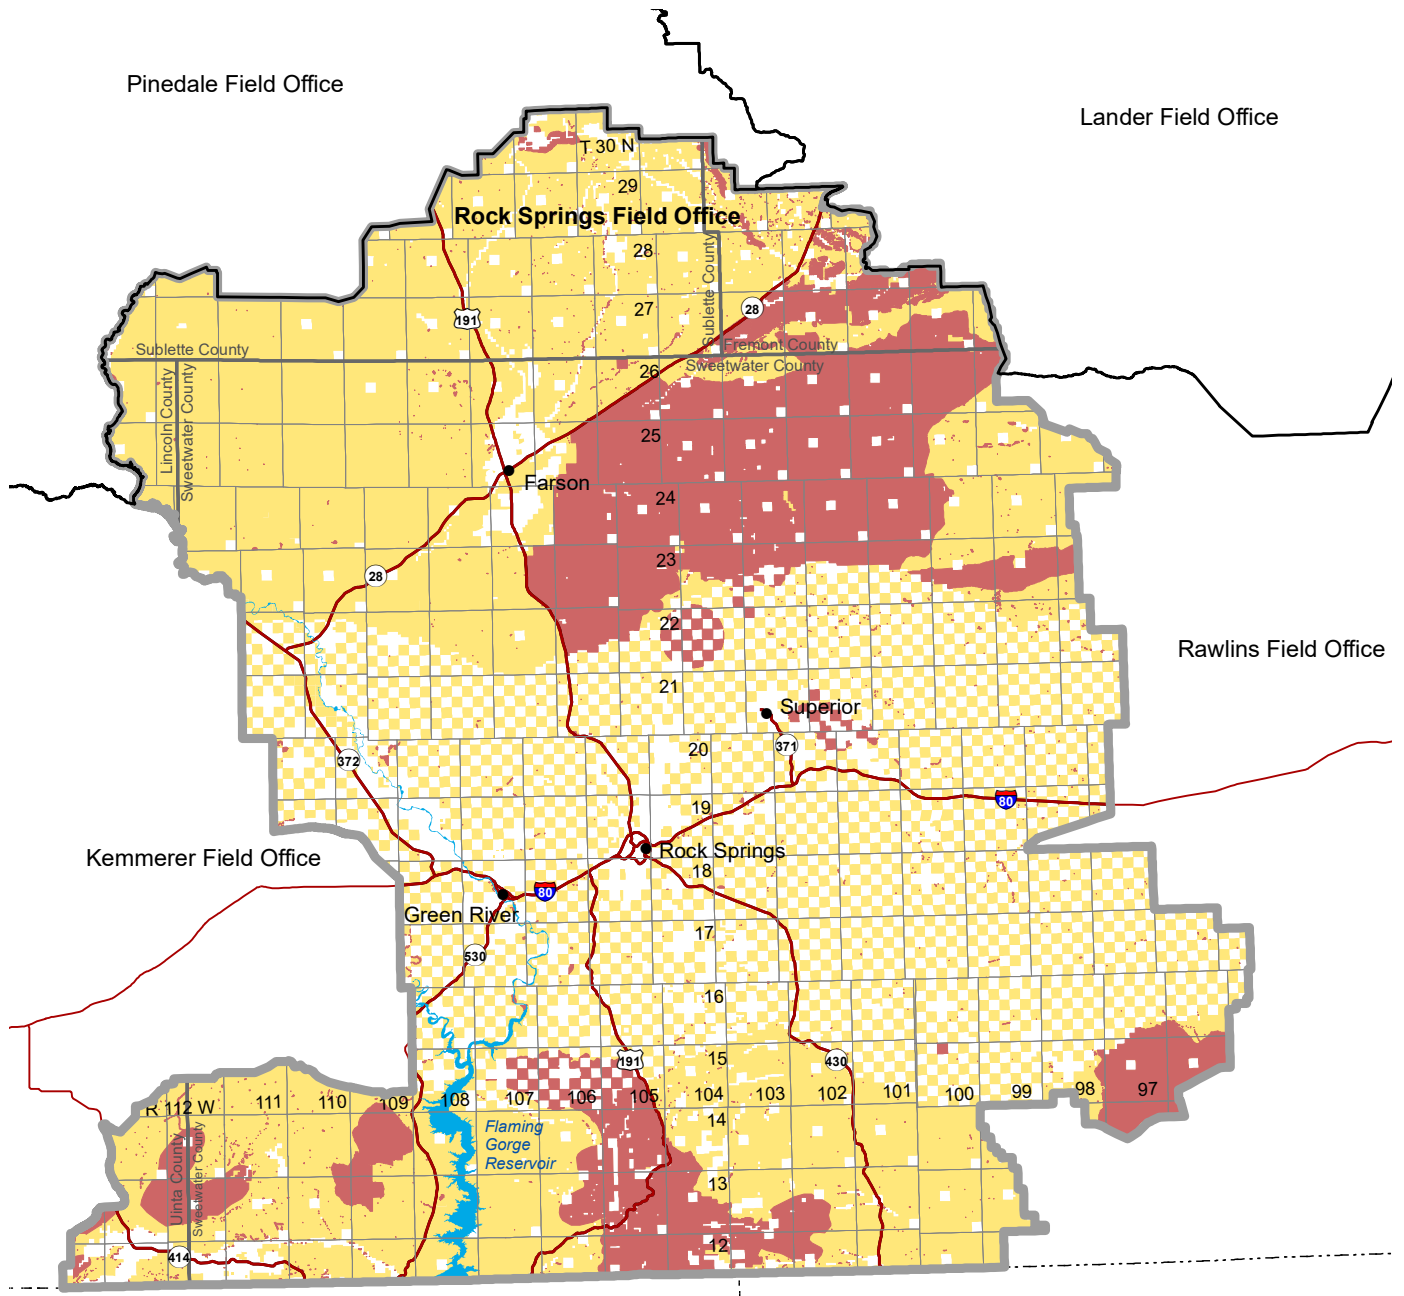 Pinedale Field Office
Lander Field Office
T 30 N
29
Rock Springs Field Office
28
Sublette County
27
28
191
Sublette County
Fremont County
Sweetwater County
26
Lincoln County
Sweetwater County
25
Farson
24
23
28
22
Rawlins Field Office
21
Superior
20
371
372
19
80
Rock Springs
Kemmerer Field Office
18
80
Green River
17
530
16
15
191
430
R 112 W
111
110
109
108
107
106
105
104
103
102
101
100
99
98
97
14
Flaming
Gorge
Reservoir
Uinta County
Sweetwater County
13
12
414